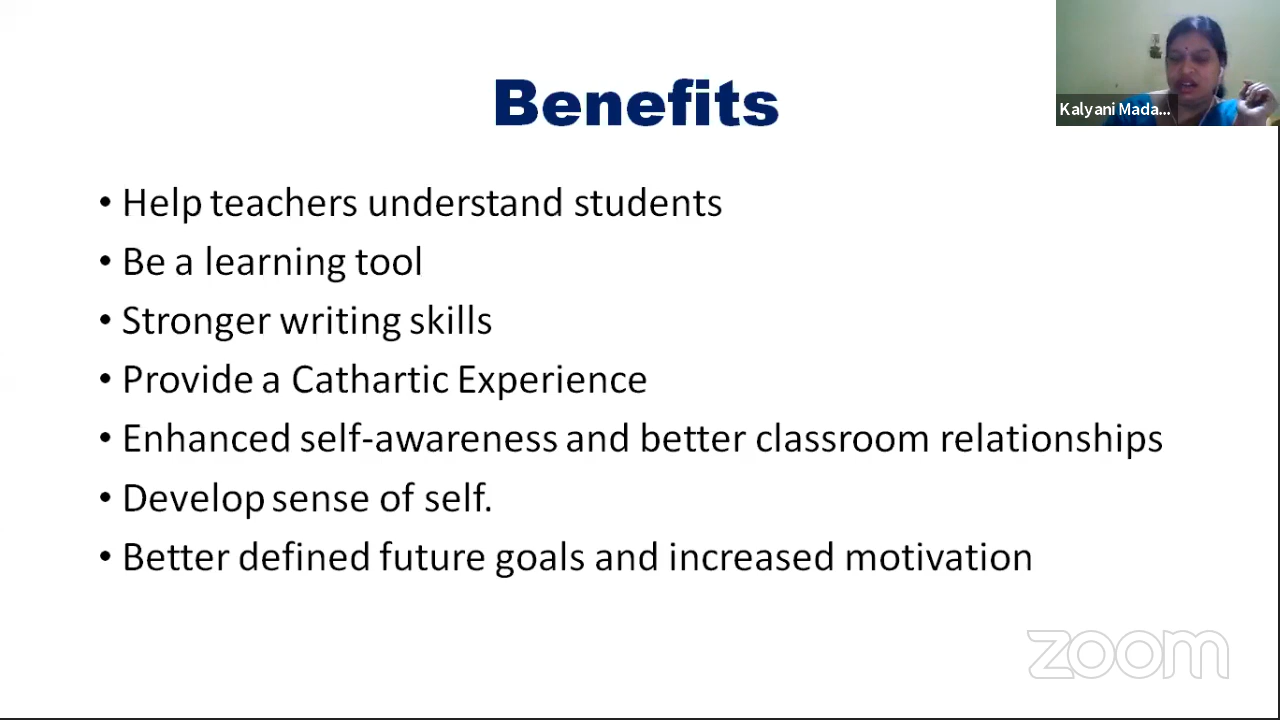 Benefits
Kalyani Mada...
• Help teachers understand students
• Be a learning tool
• Stronger writing skills
• Provide a Cathartic Experience
• Enhanced self-awareness and better classroom relationships
• Develop sense of self.
• Better defined future goals and increased motivation
zoom